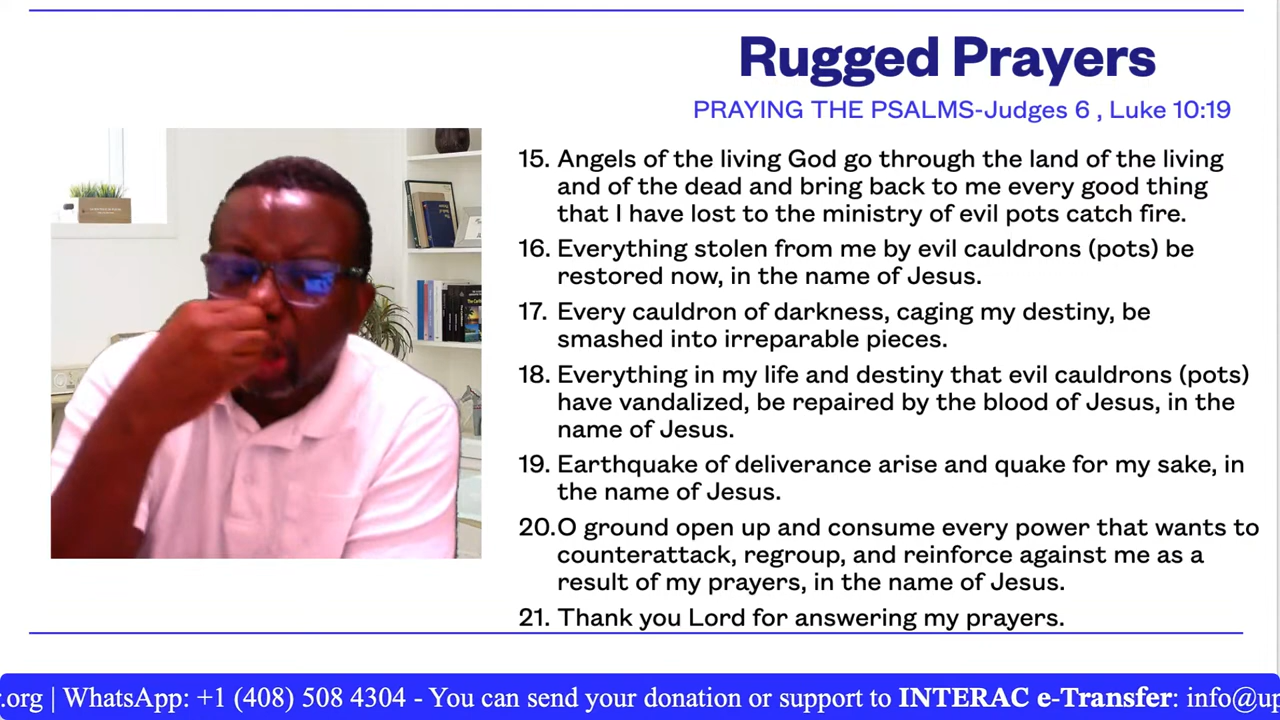 Rugged Prayers
PRAYING THE PSALMS-Judges 6 , Luke 10:19
15. Angels of the living God go through the land of the living
and of the dead and bring back to me every good thing
that I have lost to the ministry of evil pots catch fire.
16. Everything stolen from me by evil cauldrons (pots) be
restored now, in the name of Jesus.
17. Every cauldron of darkness, caging my destiny, be
smashed into irreparable pieces.
18. Everything in my life and destiny that evil cauldrons (pots)
have vandalized, be repaired by the blood of Jesus, in the
name of Jesus.
19. Earthquake of deliverance arise and quake for my sake, in
the name of Jesus.
20.O ground open up and consume every power that wants to
counterattack, regroup, and reinforce against me as a
result of my prayers, in the name of Jesus.
21. Thank you Lord for answering my prayers.
r.org | WhatsApp: +1 (408) 508 4304 - You can send your donation or support to INTERAC e-Transfer: info@up